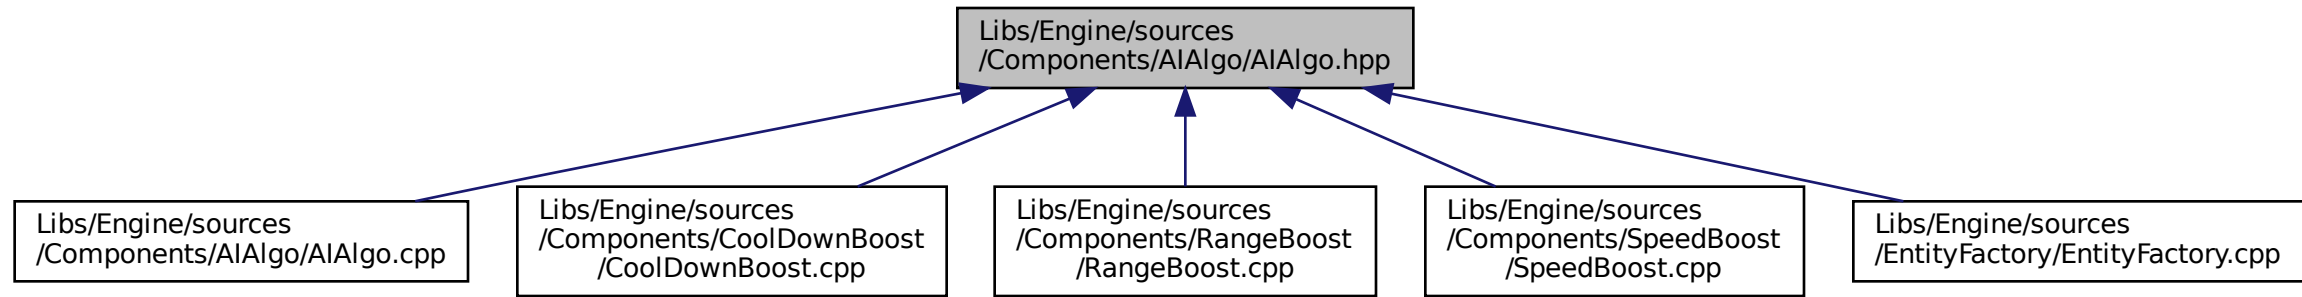 Libs/Engine/sources
/Components/AIAlgo/AIAlgo.hpp
Libs/Engine/sources
/Components/AIAlgo/AIAlgo.cpp
Libs/Engine/sources
/Components/CoolDownBoost
/CoolDownBoost.cpp
Libs/Engine/sources
/Components/RangeBoost
/RangeBoost.cpp
Libs/Engine/sources
/Components/SpeedBoost
/SpeedBoost.cpp
Libs/Engine/sources
/EntityFactory/EntityFactory.cpp